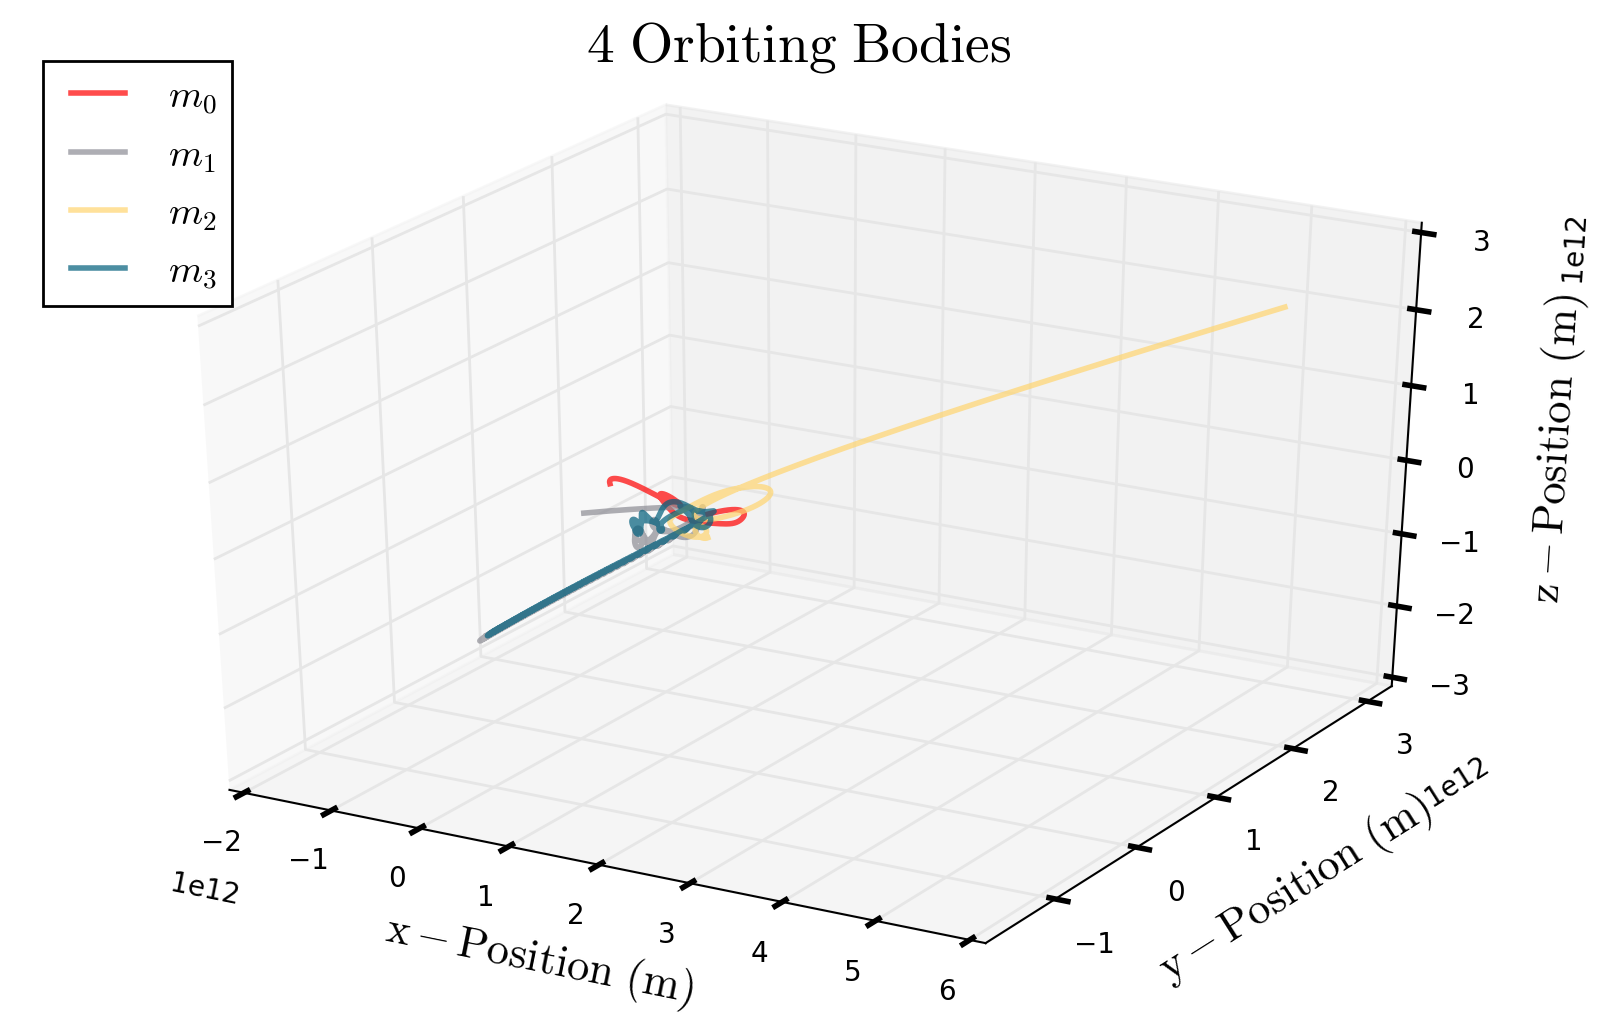 4 Orbiting Bodies
m₀
m₁
m₂
m₃
3
2
1
0
−1
−2
−3
z − Position (m)
1e12
−2
−1
0
1
2
3
4
5
6
1e12
x − Position (m)
−1
0
1
2
3
y − Position (m)
1e12